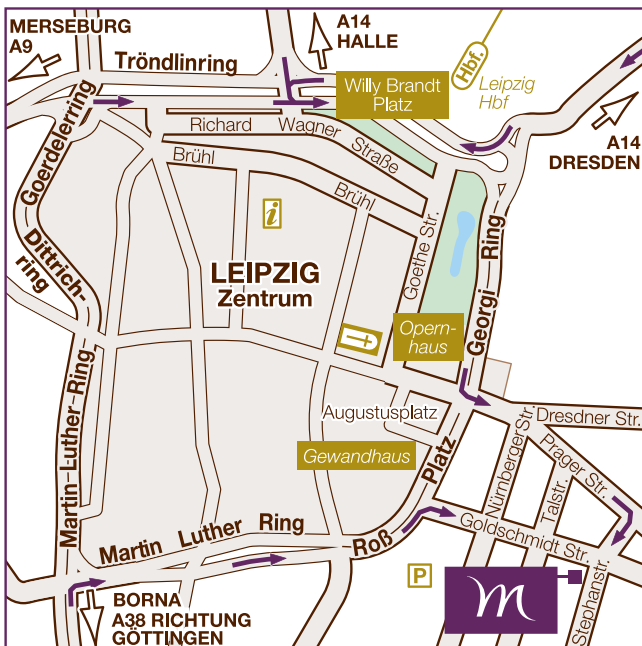 MERSEBURG
A9
A14
HALLE
Tröndlinring
Hbf.
Leipzig
Hbf
Willy Brandt
Platz
A14
DRESDEN
Goerdelerring
Richard Wagner Straße
Brühl
Brühl
Dittrich-
ring
i
Goethe Str.
Georgi-Ring
LEIPZIG
Zentrum
Opern-
haus
Martin-Luther-Ring
Augustusplatz
Dresdner Str.
Gewandhaus
Platz
Nürnberger Str.
Prager Str.
Talstr.
Martin Luther Ring
Roß
Goldschmidt Str.
P
m
Stephanstr.
BORNA
A38 RICHTUNG
GÖTTINGEN